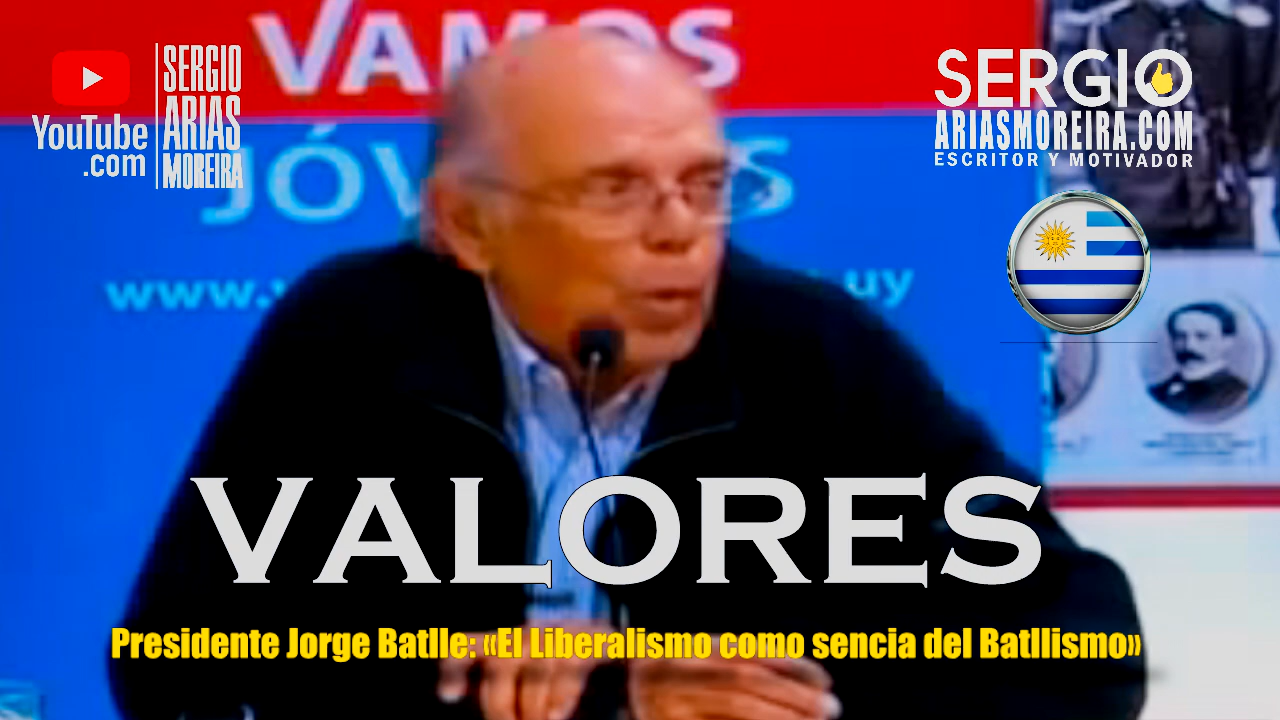 VAMOS
SERGIO
ARIAS
MOREIRA
YouTube
.com
SERGIO
ARIASMOREIRA.COM
ESCRITOR Y MOTIVADOR
.uy
VALORES
Presidente Jorge Batlle: «El Liberalismo como sencia del Batllismo»